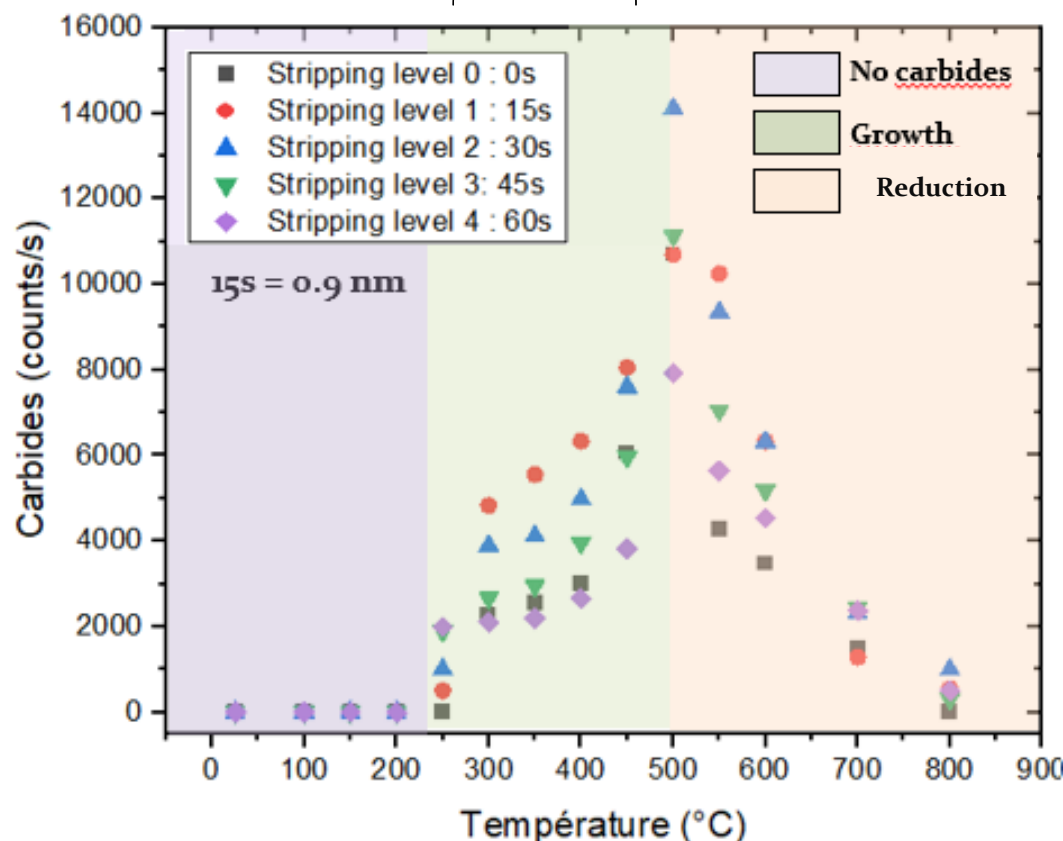 16000
14000
12000
10000
8000
6000
4000
2000
0
Carbides (counts/s)
Stripping level 0 : 0s
Stripping level 1 : 15s
Stripping level 2 : 30s
Stripping level 3: 45s
Stripping level 4 : 60s
15s = 0.9 nm
No carbides
Growth
Reduction
0 100 200 300 400 500 600 700 800 900
Température (°C)